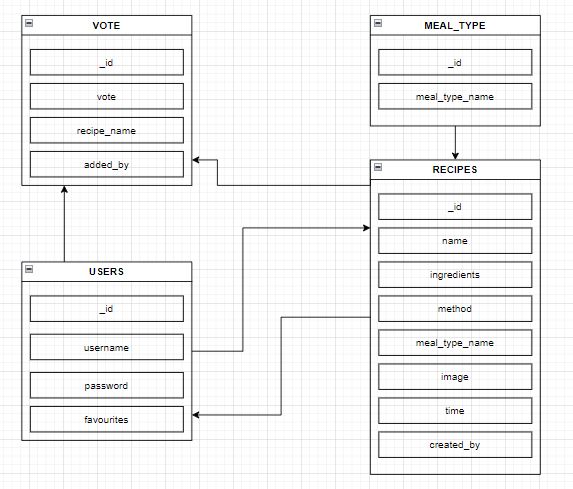 VOTE
_id
vote
recipe_name
added_by
MEAL_TYPE
_id
meal_type_name
RECIPES
_id
name
ingredients
method
meal_type_name
image
time
created_by
USERS
_id
username
password
favourites